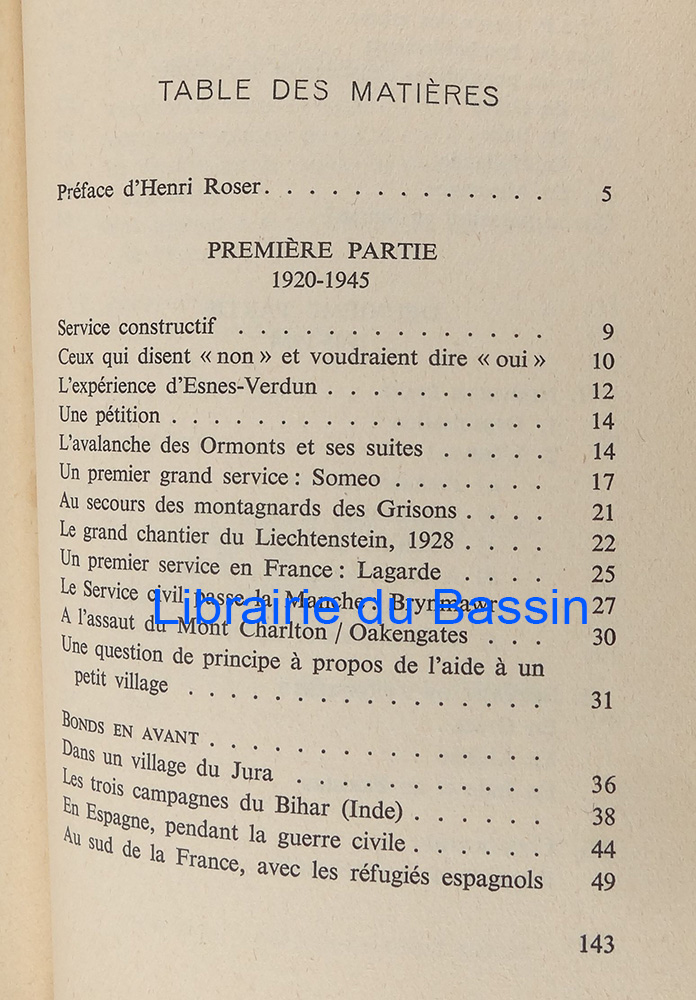 TABLE DES MATIÈRES
Préface d'Henri Roser. . . . . . . . . . . . . 5
PREMIÈRE PARTIE
1920-1945
Service constructif . . . . . . . . . . . . . . 9
Ceux qui disent « non » et voudraient dire « oui » 10
L'expérience d'Esnes-Verdun . . . . . . . . . . 12
Une pétition . . . . . . . . . . . . . . . . . 14
L'avalanche des Ormonts et ses suites . . . . . 14
Un premier grand service : Someo . . . . . . . 17
Au secours des montagnards des Grisons . . . . 21
Le grand chantier du Liechtenstein, 1928 . . . . 22
Un premier service en France : Lagarde . . . . 25
Le Service civil passe la Manche : Brynmawr 27
Librairie du Bassin
A l'assaut du Mont Charlton / Oakengates . . . 30
Une question de principe à propos de l'aide à un
petit village . . . . . . . . . . . . . . . . 31
BONDS EN AVANT . . . . . . . . . . . . . . .
Dans un village du Jura . . . . . . . . . . . 36
Les trois campagnes du Bihar (Inde) . . . . . . 38
En Espagne, pendant la guerre civile . . . . . . 44
Au sud de la France, avec les réfugiés espagnols 49
143